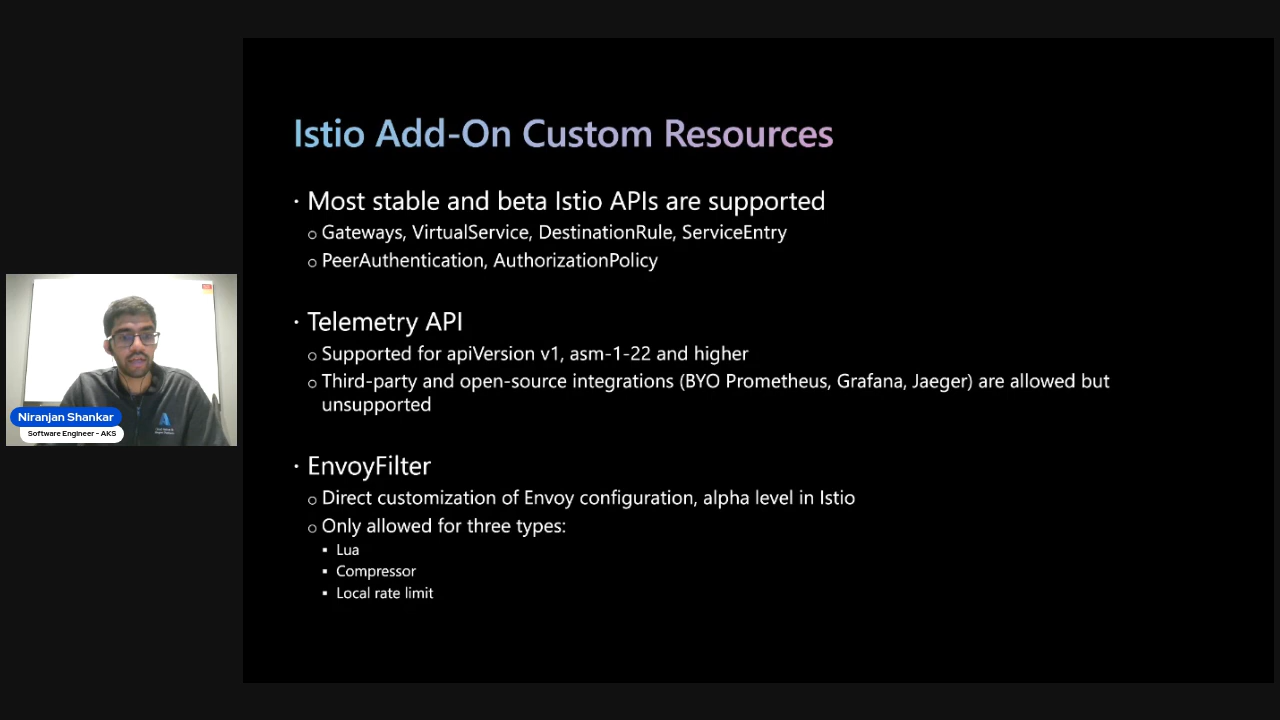 Istio Add-On Custom Resources
· Most stable and beta Istio APIs are supported
o Gateways, VirtualService, DestinationRule, ServiceEntry
o PeerAuthentication, AuthorizationPolicy
· Telemetry API
o Supported for apiVersion v1, asm-1-22 and higher
o Third-party and open-source integrations (BYO Prometheus, Grafana, Jaeger) are allowed but
unsupported
· EnvoyFilter
o Direct customization of Envoy configuration, alpha level in Istio
o Only allowed for three types:
▪ Lua
▪ Compressor
▪ Local rate limit
Niranjan Shankar
Software Engineer - AKS